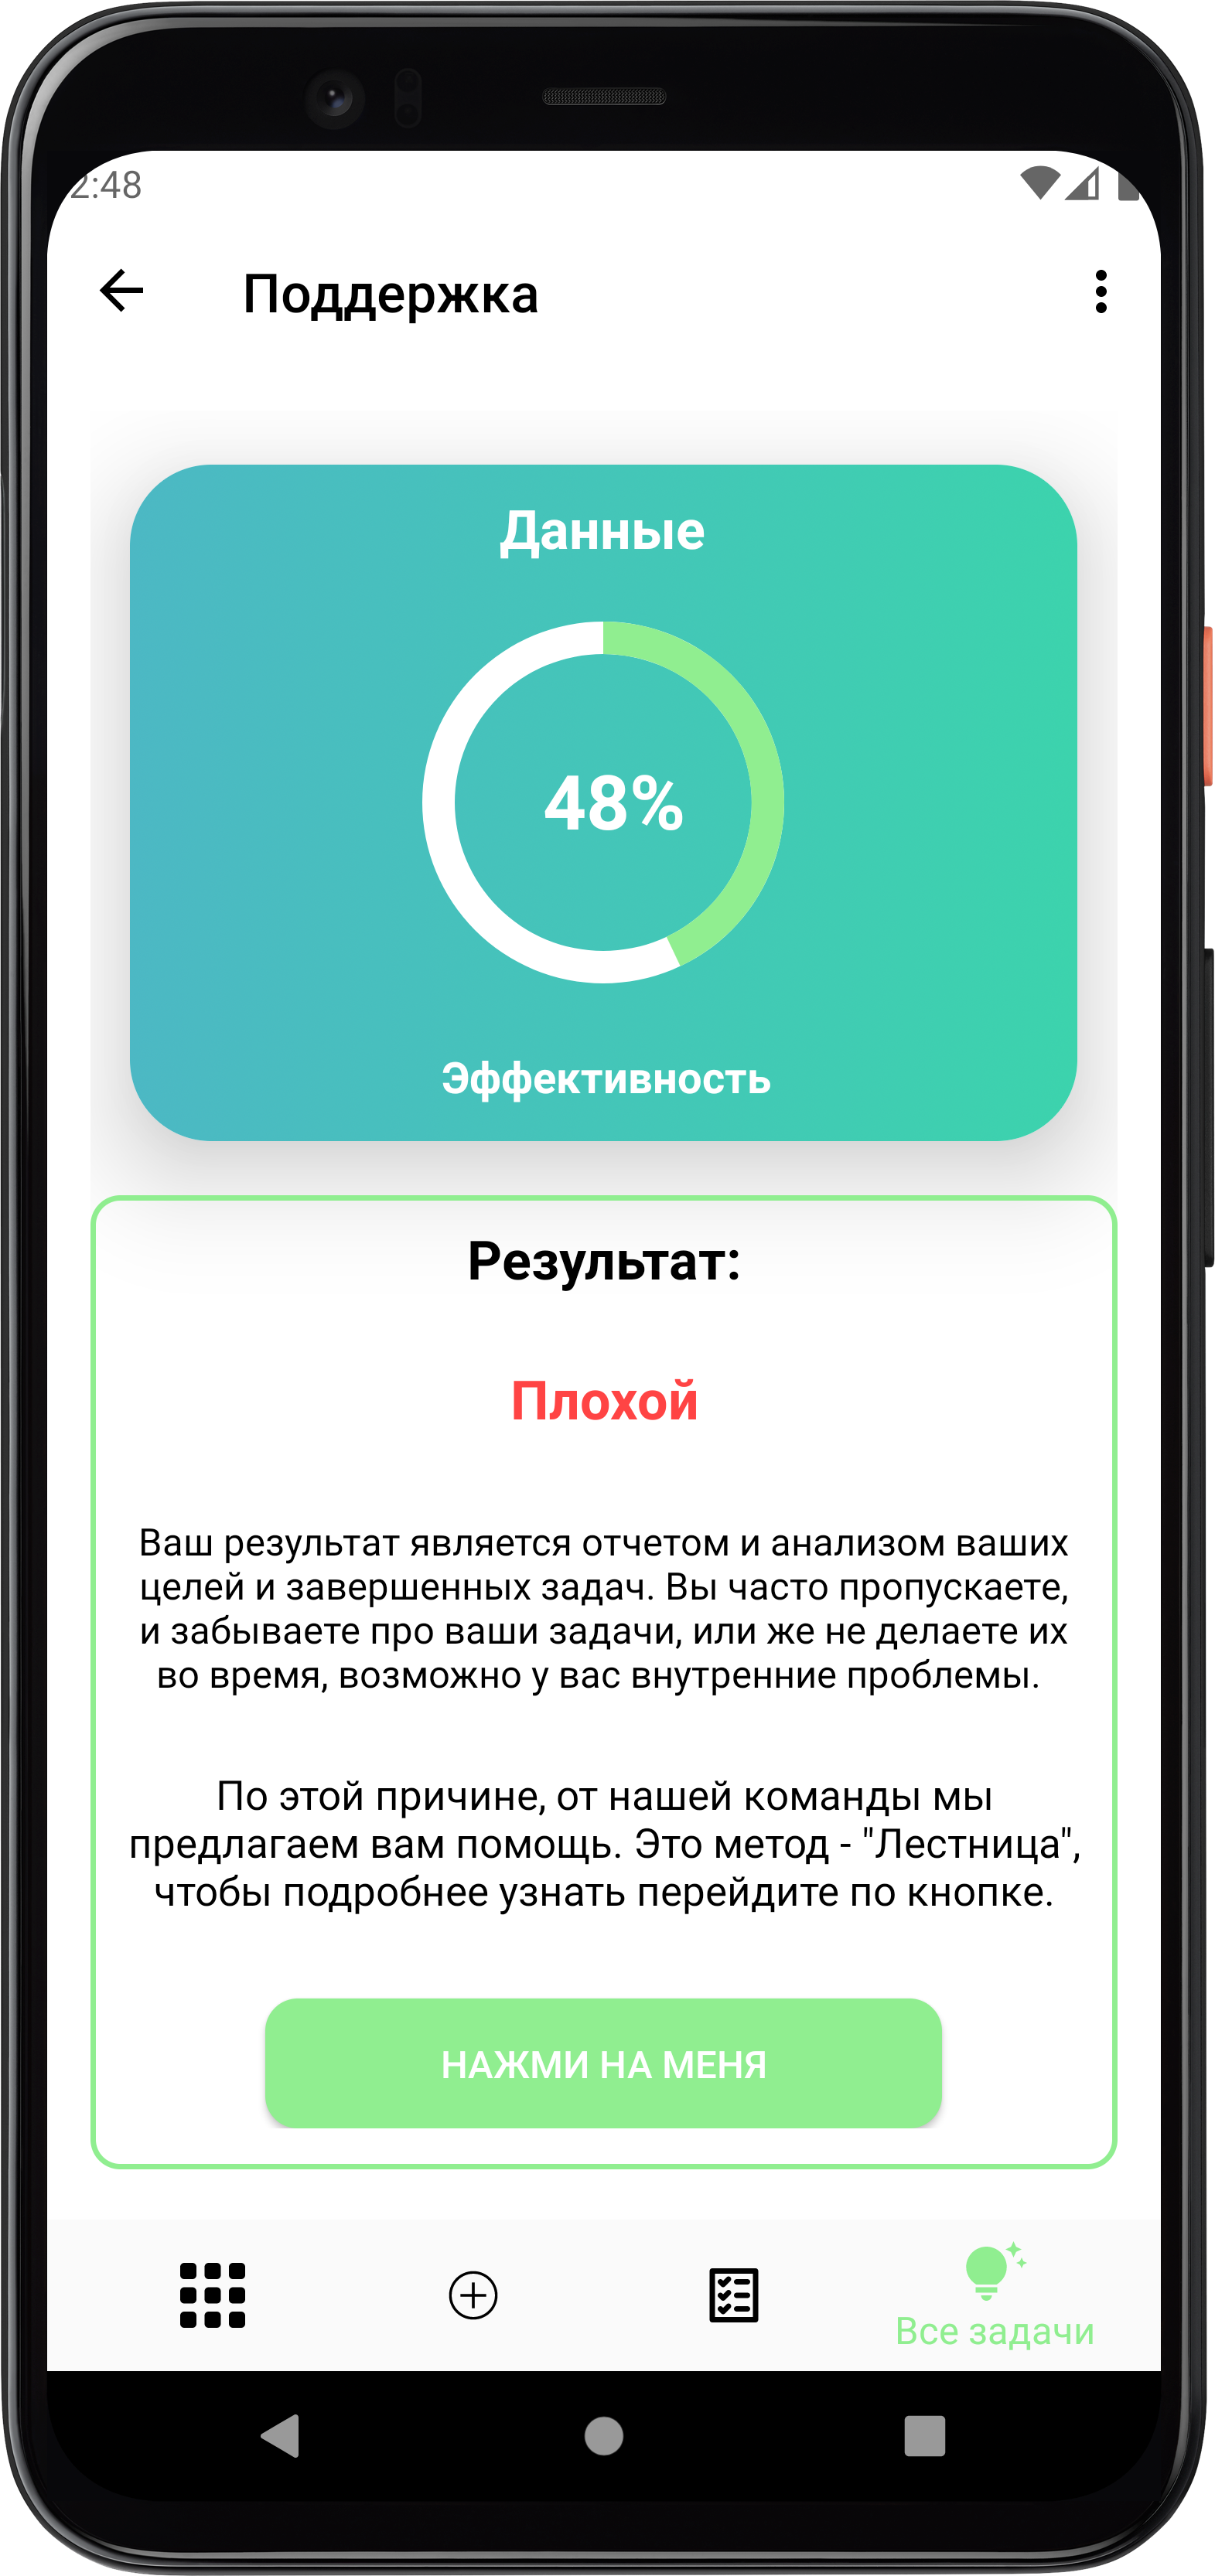 2:48
Поддержка
Данные
48%
Эффективность
Результат:
Плохой
Ваш результат является отчетом и анализом ваших
целей и завершенных задач. Вы часто пропускаете,
и забываете про ваши задачи, или же не делаете их
во время, возможно у вас внутренние проблемы.
По этой причине, от нашей команды мы
предлагаем вам помощь. Это метод - "Лестница",
чтобы подробнее узнать перейдите по кнопке.
НАЖМИ НА МЕНЯ
Все задачи